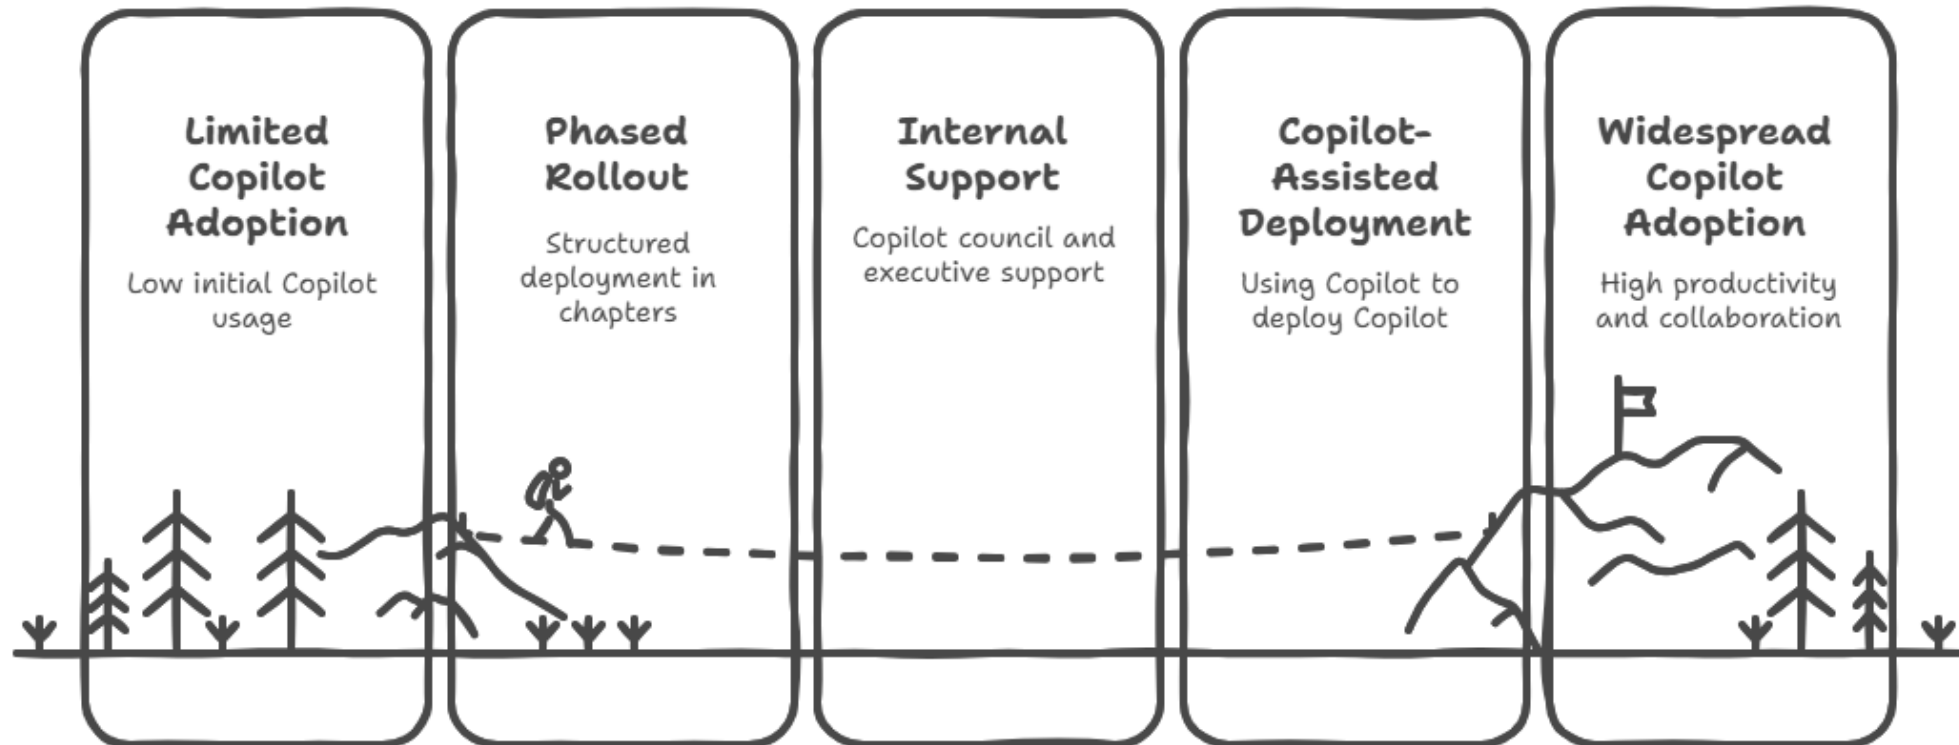 Limited
Copilot
Adoption
Low initial Copilot
usage
Phased
Rollout
Structured
deployment in
chapters
Internal
Support
Copilot council and
executive support
Copilot-
Assisted
Deployment
Using Copilot to
deploy Copilot
Widespread
Copilot
Adoption
High productivity
and collaboration